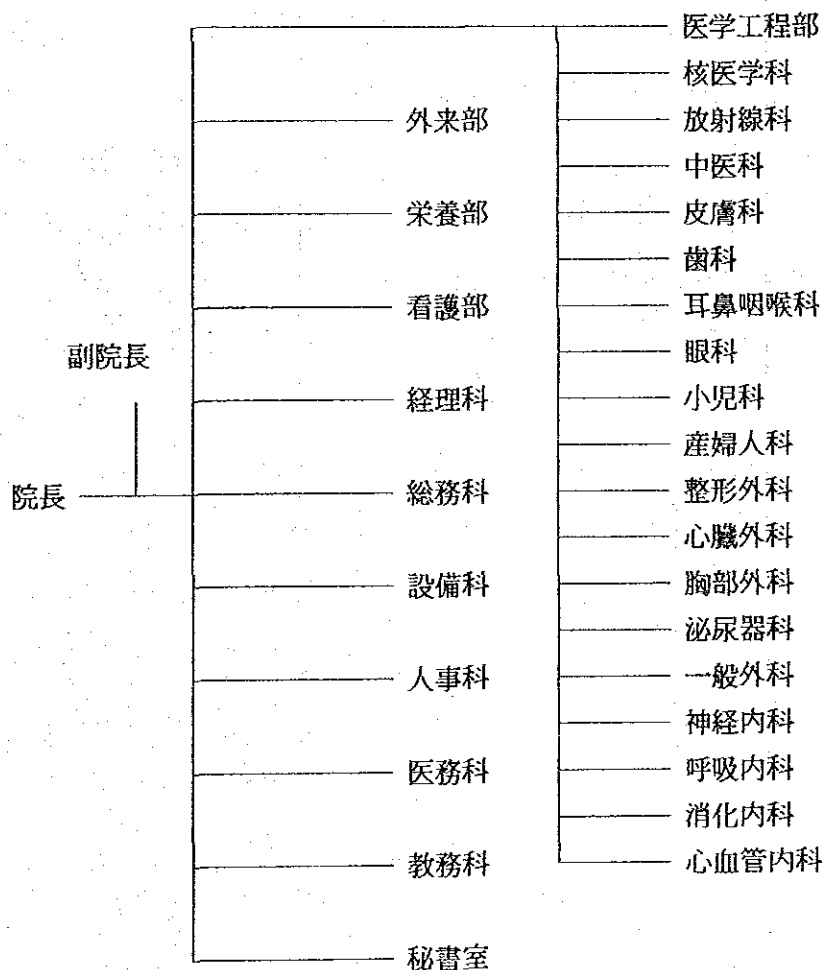 院長
副院長
外来部
栄養部
看護部
経理科
総務科
設備科
人事科
医務科
教務科
秘書室
医学工程部
核医学科
放射線科
中医科
皮膚科
歯科
耳鼻咽喉科
眼科
小児科
産婦人科
整形外科
心臓外科
胸部外科
泌尿器科
一般外科
神経内科
呼吸内科
消化内科
心血管内科